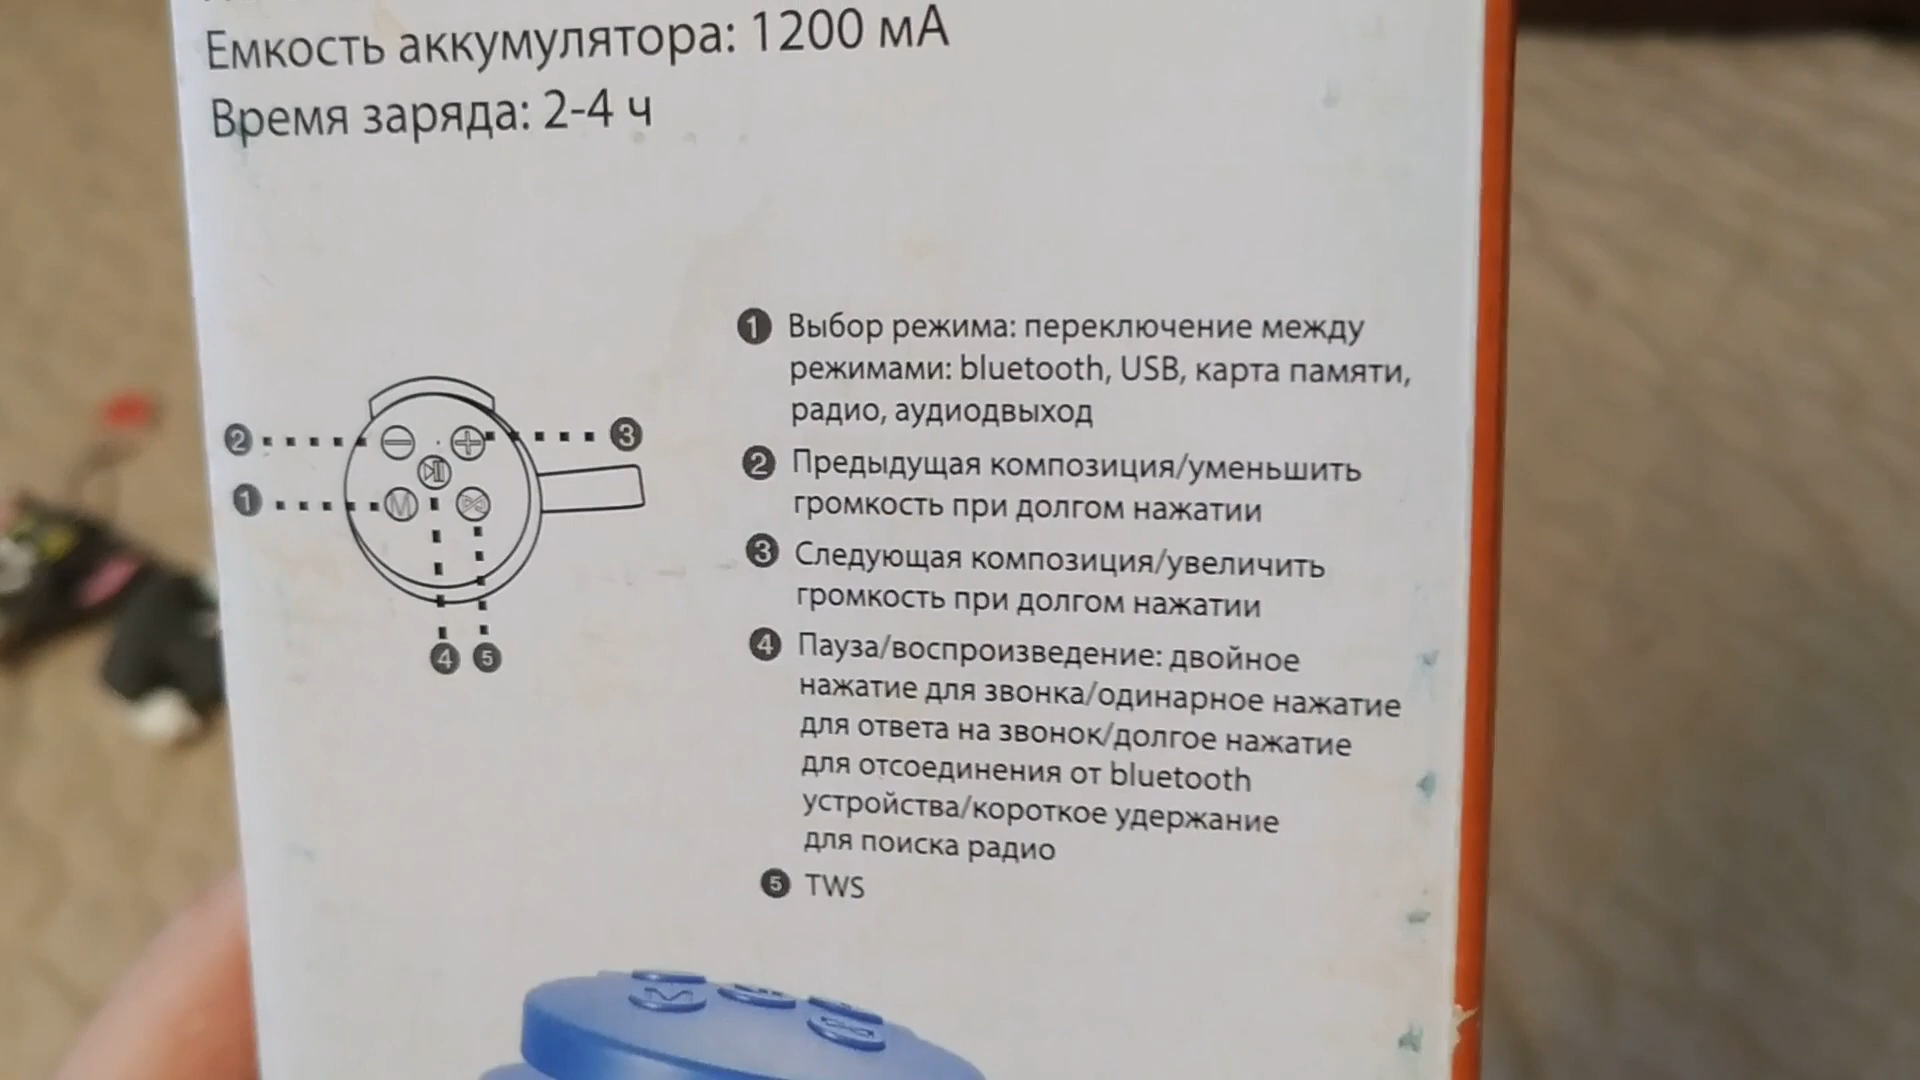 Емкость аккумулятора: 1200 мА
Время заряда: 2-4 ч
1 Выбор режима: переключение между
режимами: bluetooth, USB, карта памяти,
радио, аудиодвыход
2 Предыдущая композиция/уменьшить
громкость при долгом нажатии
3 Следующая композиция/увеличить
громкость при долгом нажатии
4 Пауза/воспроизведение: двойное
нажатие для звонка/одинарное нажатие
для ответа на звонок/долгое нажатие
для отсоединения от bluetooth
устройства/короткое удержание
для поиска радио
5 TWS
2
3
1
M
4 5
M